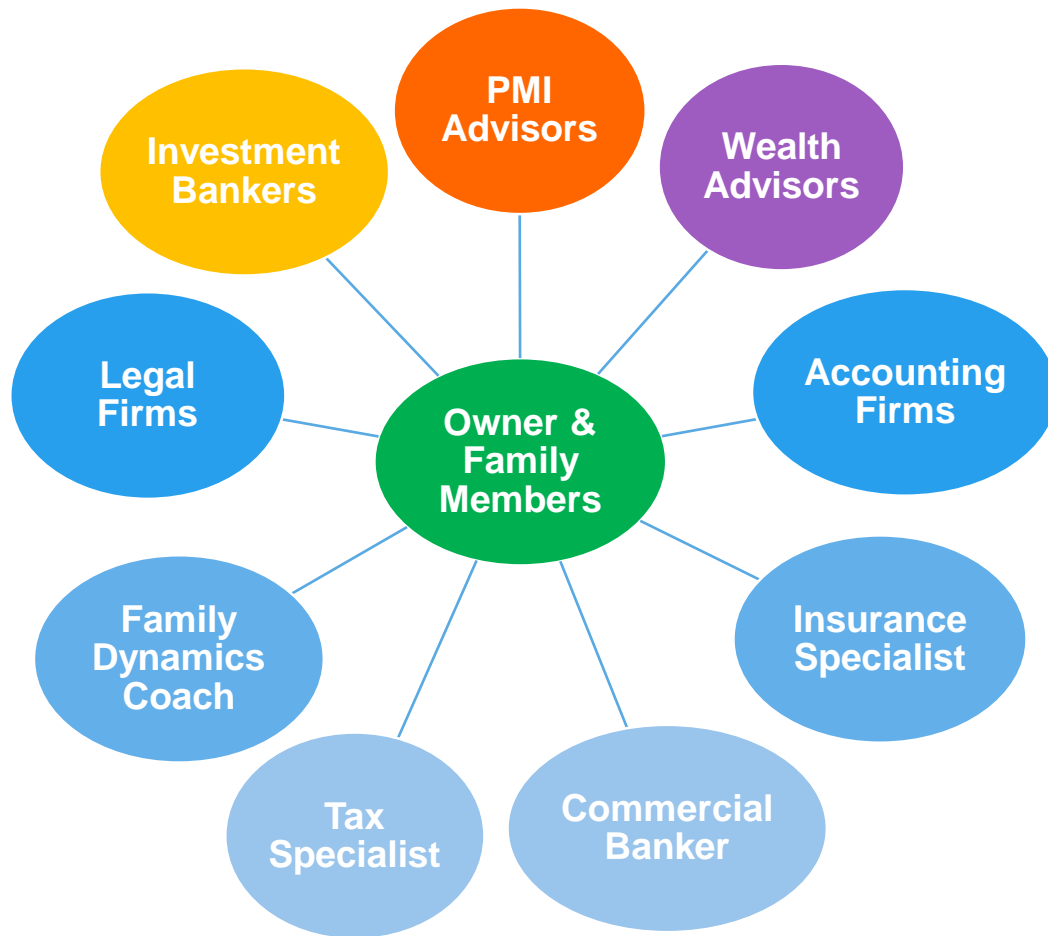 PMI
Advisors
Investment
Bankers
Wealth
Advisors
Legal
Firms
Accounting
Firms
Owner &
Family
Members
Family
Dynamics
Coach
Insurance
Specialist
Tax
Specialist
Commercial
Banker